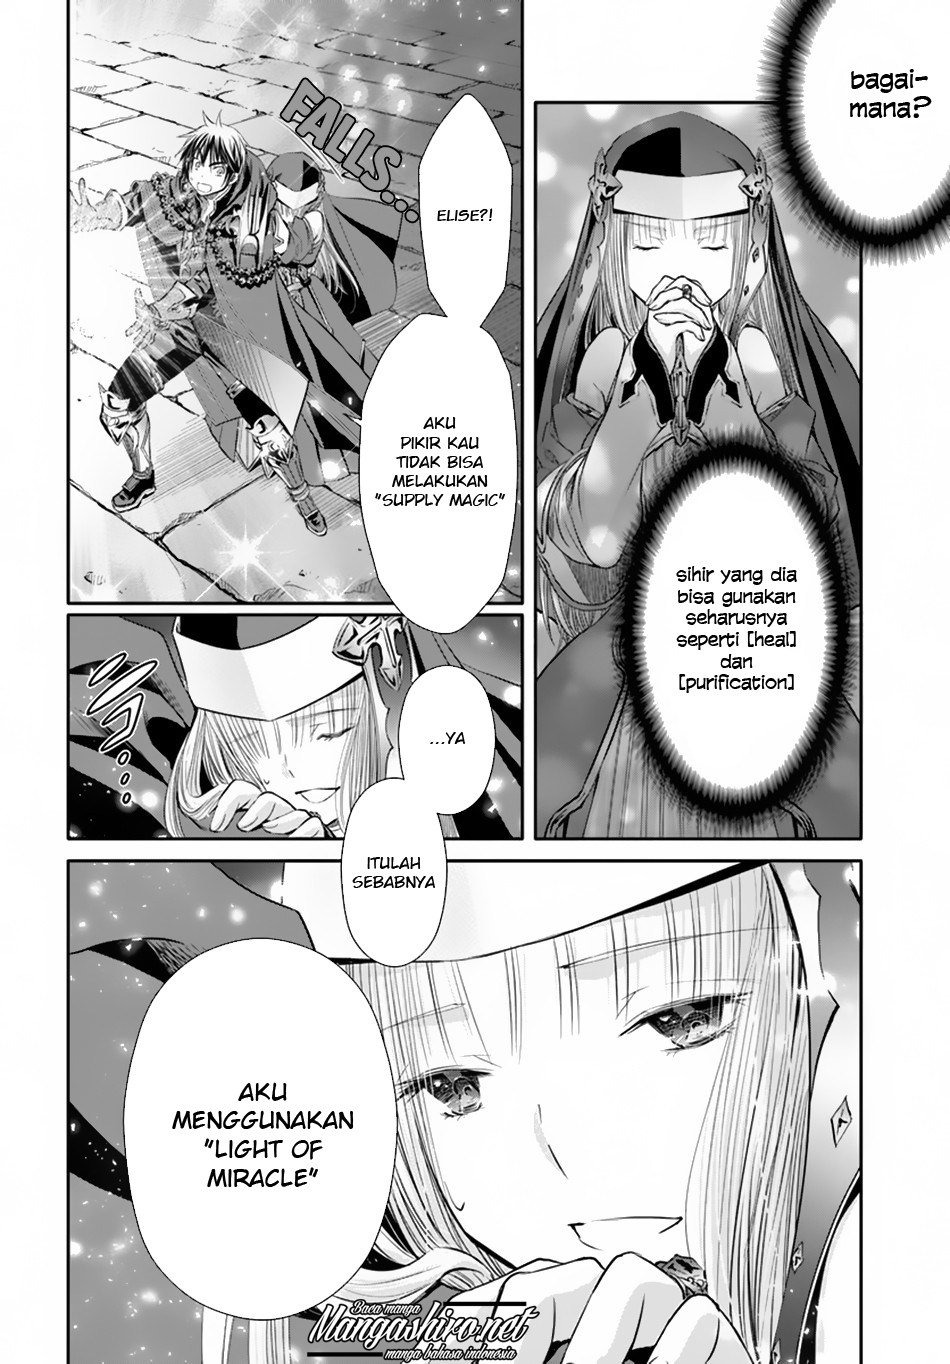 bagai-
mana?
sihir yang dia
bisa gunakan
seharusnya
seperti [heal]
dan
[purification]
FALLS...
ELISE?!
AKU
PIKIR KAU
TIDAK BISA
MELAKUKAN
"SUPPLY MAGIC"
...YA
ITULAH
SEBABNYA
AKU
MENGGUNAKAN
"LIGHT OF
MIRACLE"
Baca manga
Mangashiro.net
manga bahasa indonesia